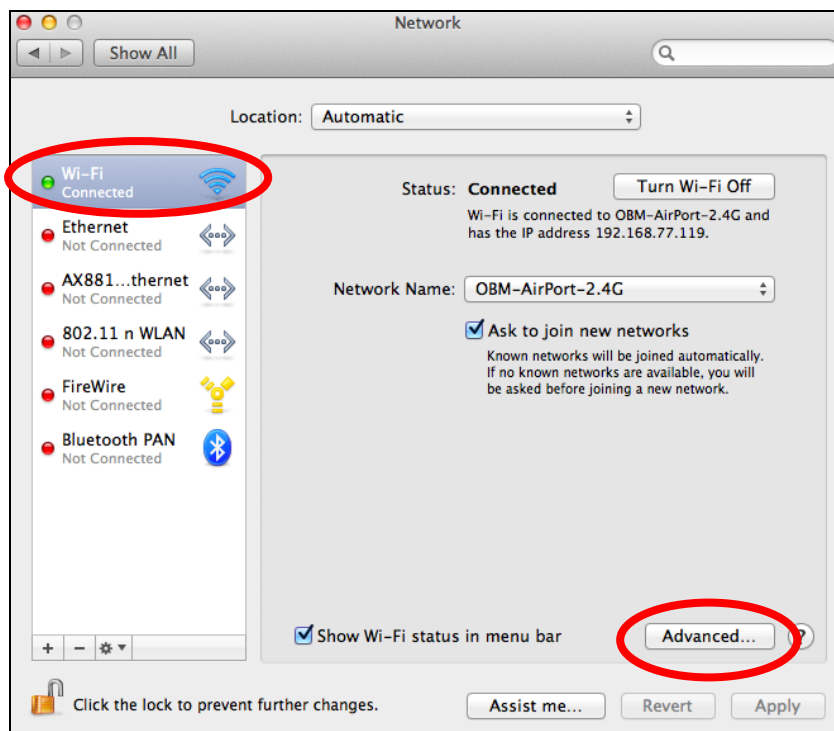 Network
Show All
Location: Automatic
Wi-Fi
Connected
Ethernet
Not Connected
AX881...thernet
Not Connected
802.11 n WLAN
Not Connected
FireWire
Not Connected
Bluetooth PAN
Not Connected
Status: Connected
Turn Wi-Fi Off
Wi-Fi is connected to OBM-AirPort-2.4G and
has the IP address 192.168.77.119.
Network Name: OBM-AirPort-2.4G
Ask to join new networks
Known networks will be joined automatically.
If no known networks are available, you will
be asked before joining a new network.
Show Wi-Fi status in menu bar
Advanced...
?
+ −
Click the lock to prevent further changes.
Assist me...
Revert
Apply